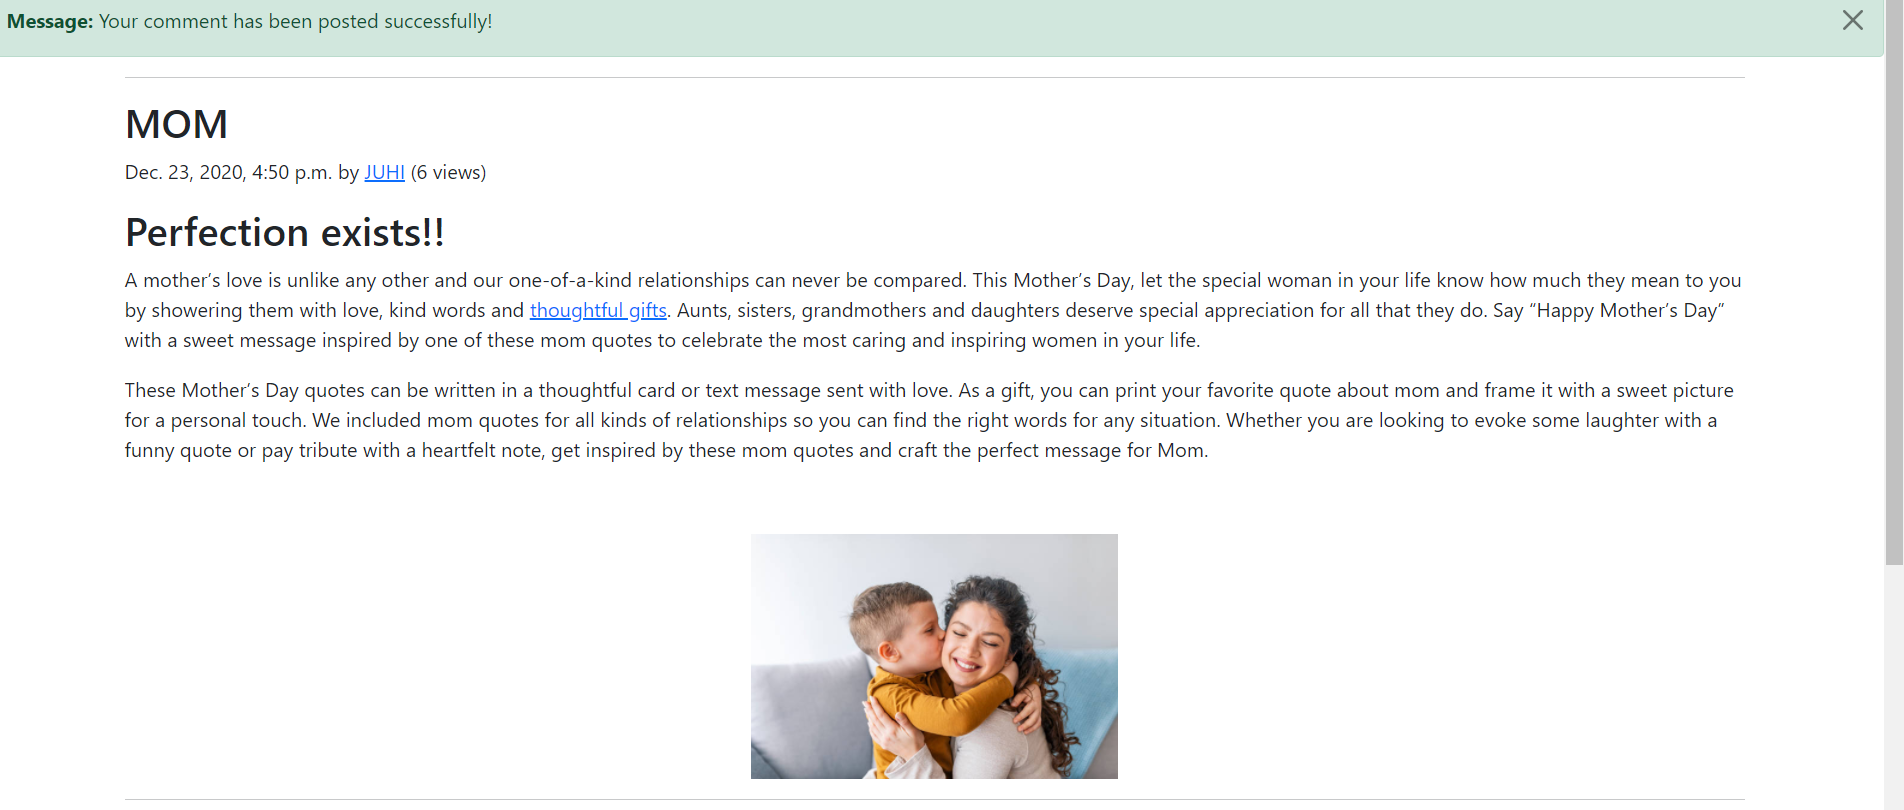 Message: Your comment has been posted successfully!
MOM
Dec. 23, 2020, 4:50 p.m. by JUHI (6 views)
Perfection exists!!
A mother’s love is unlike any other and our one-of-a-kind relationships can never be compared. This Mother’s Day, let the special woman in your life know how much they mean to you
by showering them with love, kind words and thoughtful gifts. Aunts, sisters, grandmothers and daughters deserve special appreciation for all that they do. Say “Happy Mother’s Day”
with a sweet message inspired by one of these mom quotes to celebrate the most caring and inspiring women in your life.
These Mother’s Day quotes can be written in a thoughtful card or text message sent with love. As a gift, you can print your favorite quote about mom and frame it with a sweet picture
for a personal touch. We included mom quotes for all kinds of relationships so you can find the right words for any situation. Whether you are looking to evoke some laughter with a
funny quote or pay tribute with a heartfelt note, get inspired by these mom quotes and craft the perfect message for Mom.